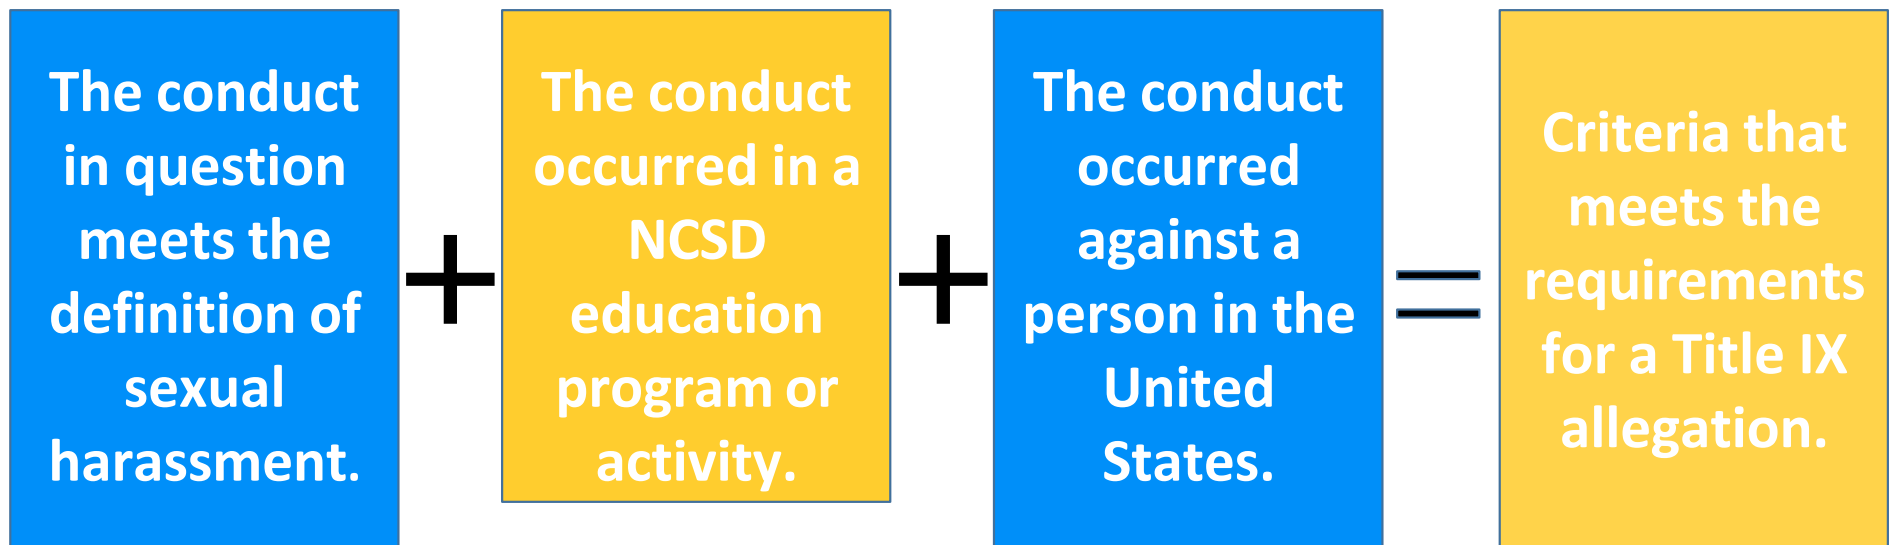 The conduct
in question
meets the
definition of
sexual
harassment.
+
The conduct
occurred in a
NCSD
education
program or
activity.
+
The conduct
occurred
against a
person in the
United
States.
=
Criteria that
meets the
requirements
for a Title IX
allegation.